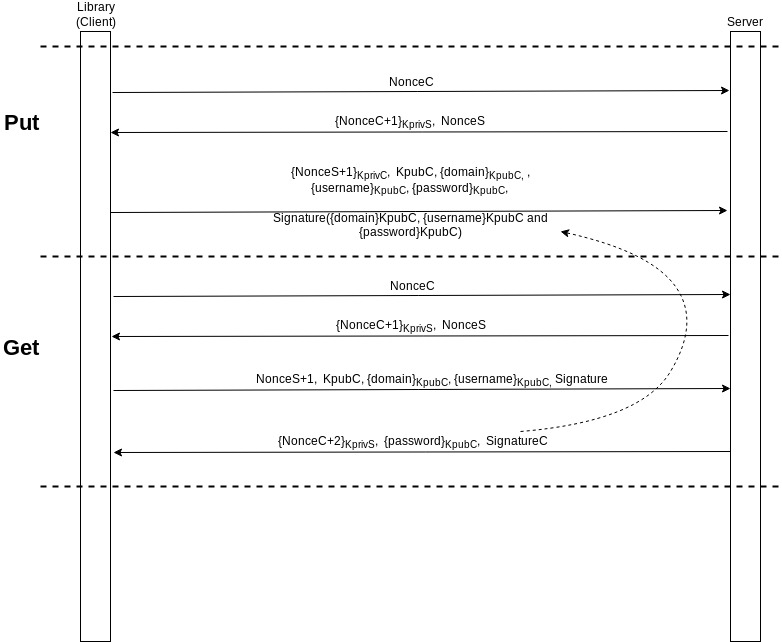 Library
(Client)
Server
NonceC
Put
{NonceC+1}KprivS, NonceS
{NonceS+1}KprivC, KpubC, {domain}KpubC, ,
{username}KpubC, {password}KpubC,
Signature({domain}KpubC, {username}KpubC and
{password}KpubC)
NonceC
{NonceC+1}KprivS, NonceS
Get
NonceS+1, KpubC, {domain}KpubC, {username}KpubC, Signature
{NonceC+2}KprivS, {password}KpubC, SignatureC